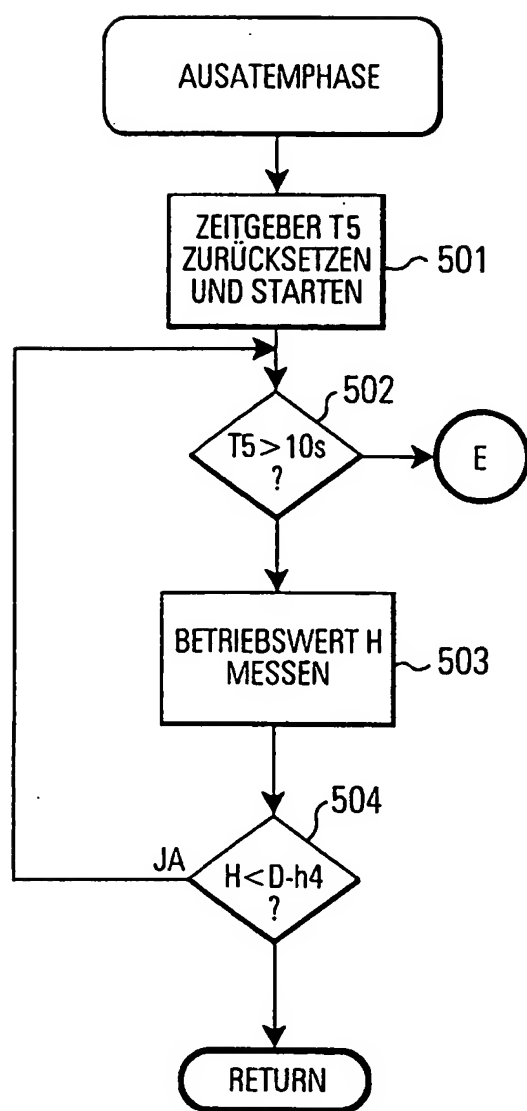 AUSATEMPHASE
ZEITGEBER T5
ZURÜCKSETZEN
UND STARTEN
501
502
T5>10s
?
E
BETRIEBSWERT H
MESSEN
503
504
JA
H<D-h4
?
RETURN